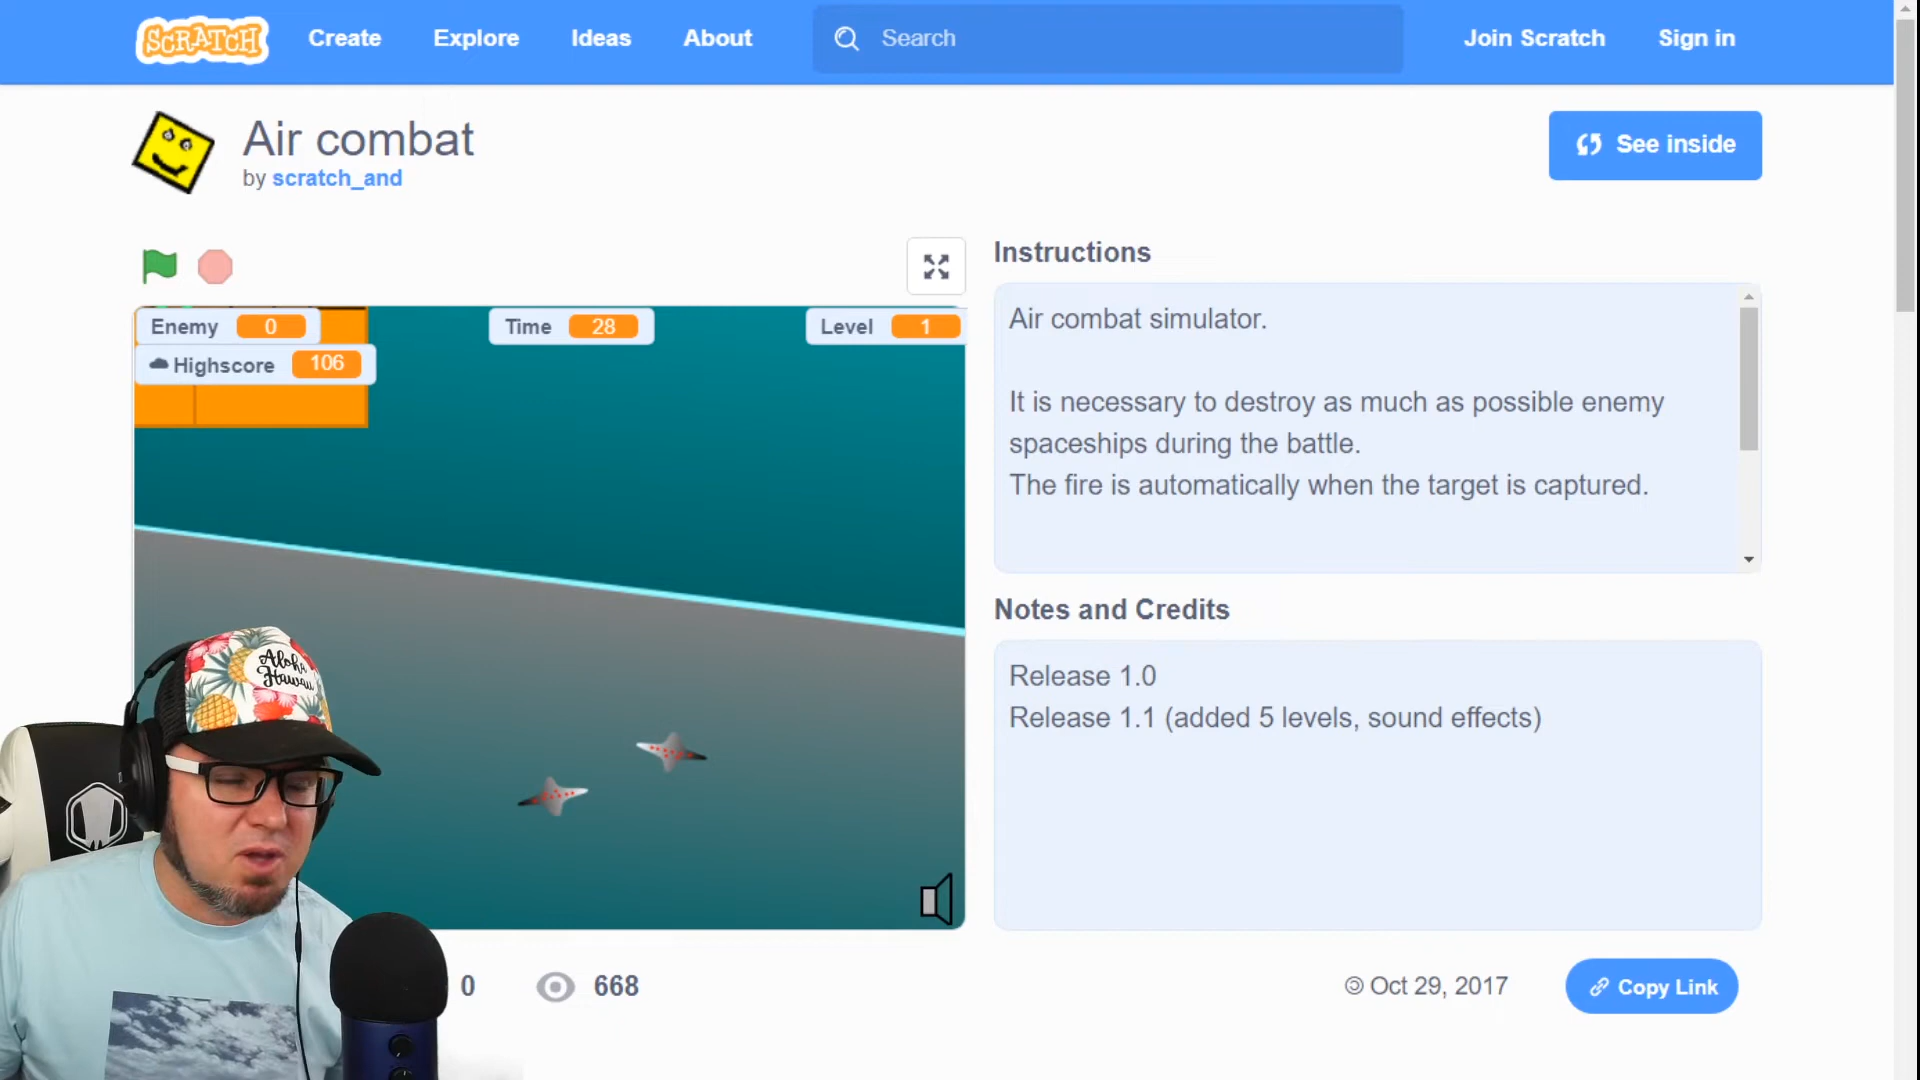 SCRATCH Create Explore Ideas About Search Join Scratch Sign in
Air combat
by scratch_and
See inside
Enemy 0
Highscore 106
Time 28
Level 1
Instructions
Air combat simulator.
It is necessary to destroy as much as possible enemy
spaceships during the battle.
The fire is automatically when the target is captured.
Notes and Credits
Release 1.0
Release 1.1 (added 5 levels, sound effects)
Aloha
Hawaii
0 668
Oct 29, 2017
Copy Link